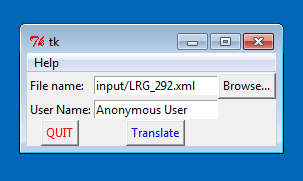 tk
Help
File name: input/LRG_292.xml Browse...
User Name: Anonymous User
QUIT Translate